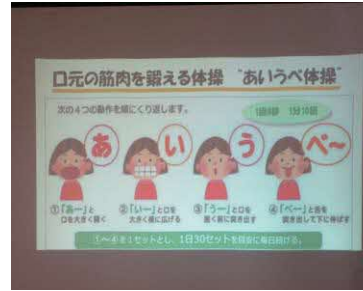 口元の筋肉を鍛える体操 "あいうべ体操"
次の4つの動作を順にくり返します。
あ い う べ〜
①「あー」と口を大きく開く
②「いー」と口を大きく横に広げる
③「うー」と口を強く前に突き出す
④「べー」と舌を突き出して下に伸ばす
①〜④を1セットとし、1日30セットを目安に毎日続ける。